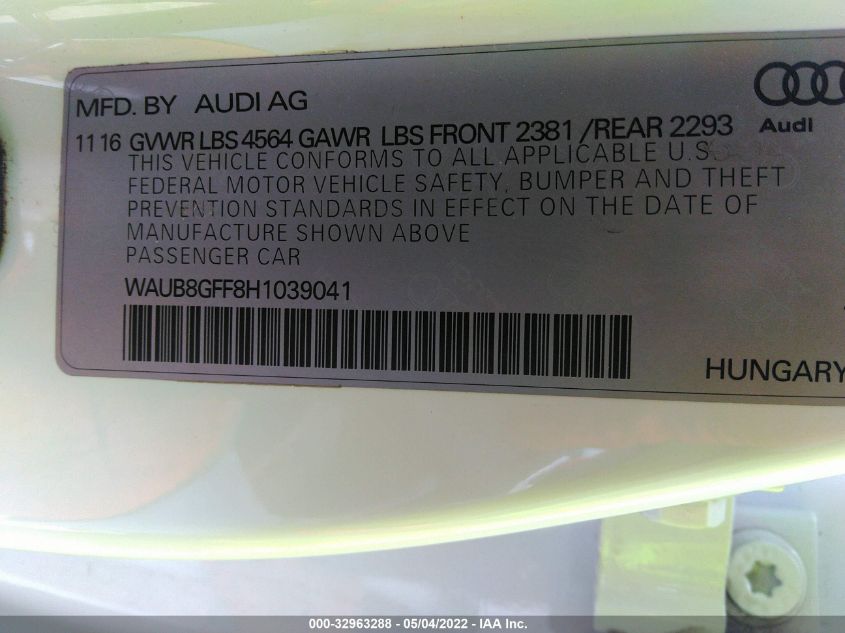 MFD. BY AUDI AG
Audi
11 16 GVWR LBS 4564 GAWR LBS FRONT 2381 /REAR 2293
THIS VEHICLE CONFORMS TO ALL APPLICABLE U.S.
FEDERAL MOTOR VEHICLE SAFETY, BUMPER AND THEFT
PREVENTION STANDARDS IN EFFECT ON THE DATE OF
MANUFACTURE SHOWN ABOVE
PASSENGER CAR
WAUB8GFF8H1039041
HUNGARY
000-32963288 - 05/04/2022 - IAA, Inc.